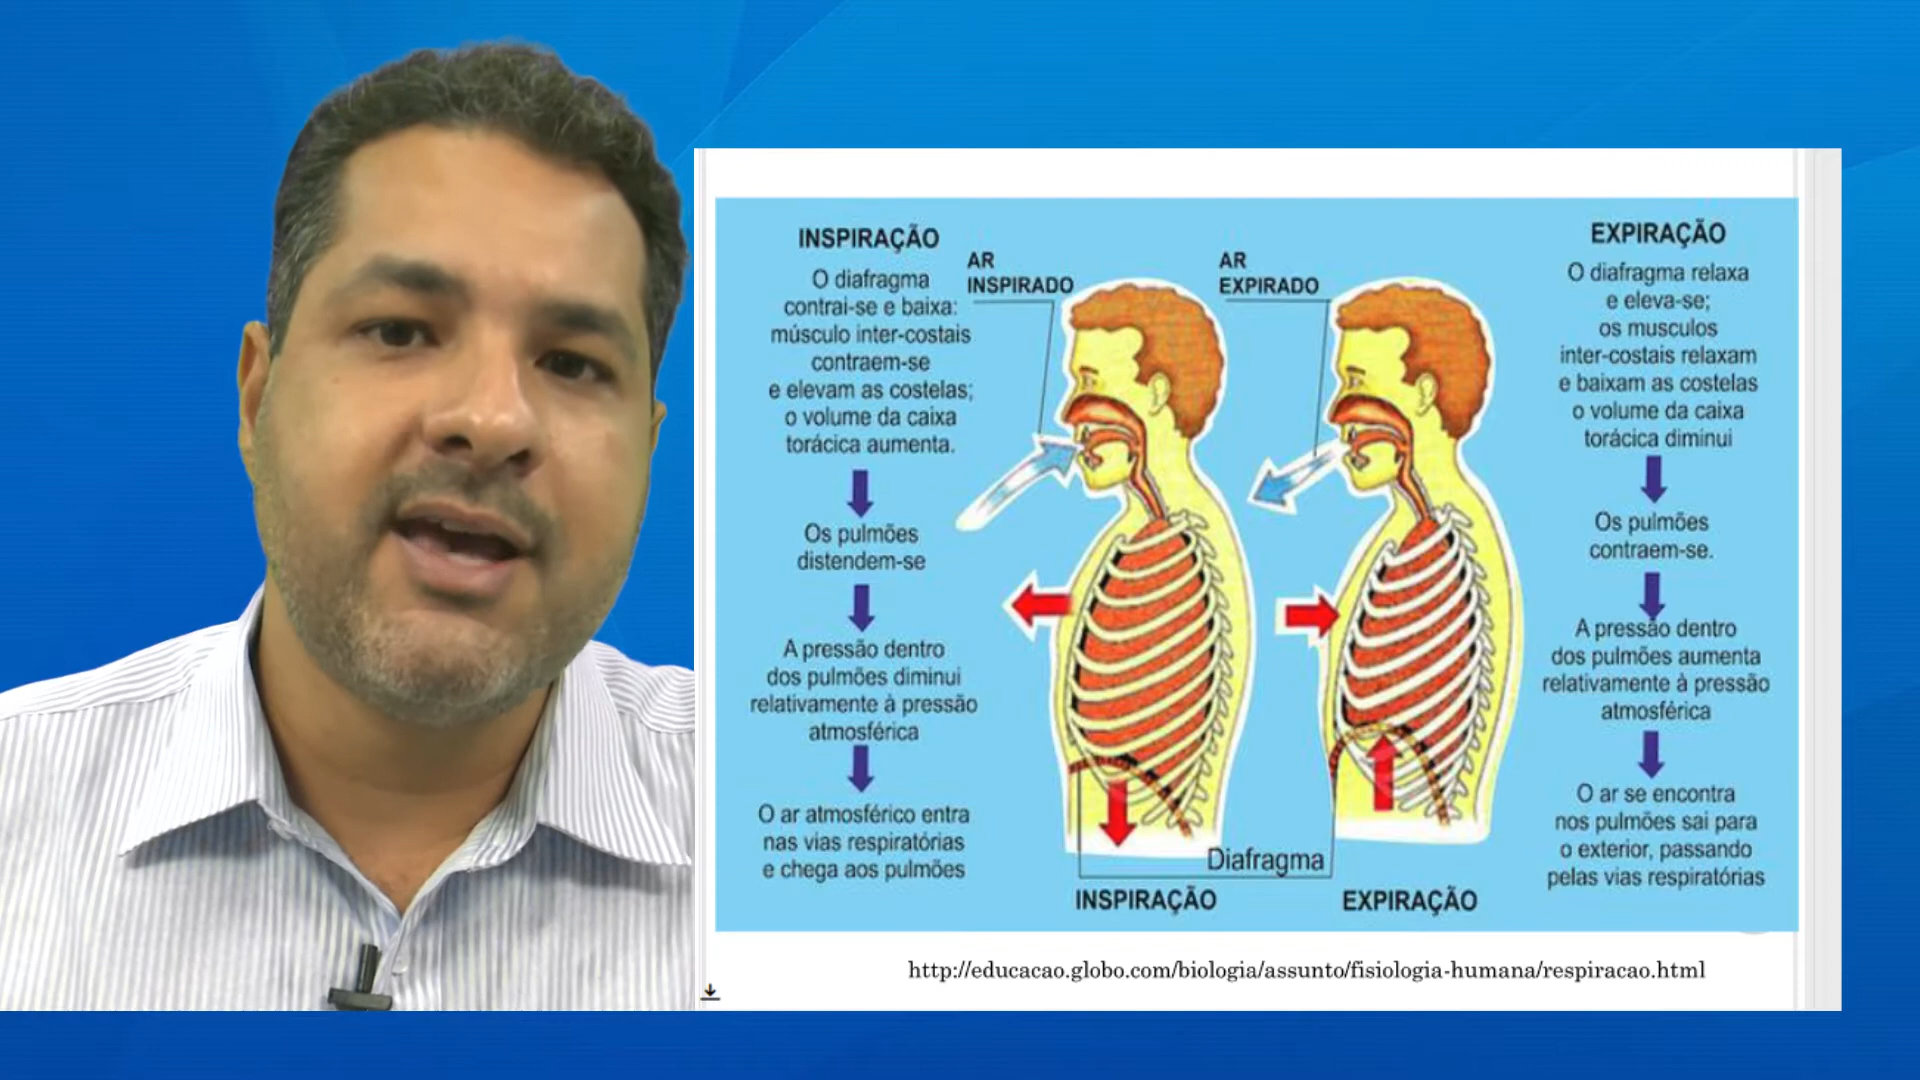 INSPIRAÇÃO
O diafragma
contrai-se e baixa:
músculo inter-costais
contraem-se
e elevam as costelas;
o volume da caixa
torácica aumenta.
Os pulmões
distendem-se
A pressão dentro
dos pulmões diminui
relativamente à pressão
atmosférica
O ar atmosférico entra
nas vias respiratórias
e chega aos pulmões
AR
INSPIRADO
AR
EXPIRADO
Diafragma
INSPIRAÇÃO
EXPIRAÇÃO
EXPIRAÇÃO
O diafragma relaxa
e eleva-se;
os musculos
inter-costais relaxam
e baixam as costelas
o volume da caixa
torácica diminui
Os pulmões
contraem-se.
A pressão dentro
dos pulmões aumenta
relativamente à pressão
atmosférica
O ar se encontra
nos pulmões sai para
o exterior, passando
pelas vias respiratórias
http://educacao.globo.com/biologia/assunto/fisiologia-humana/respiracao.html